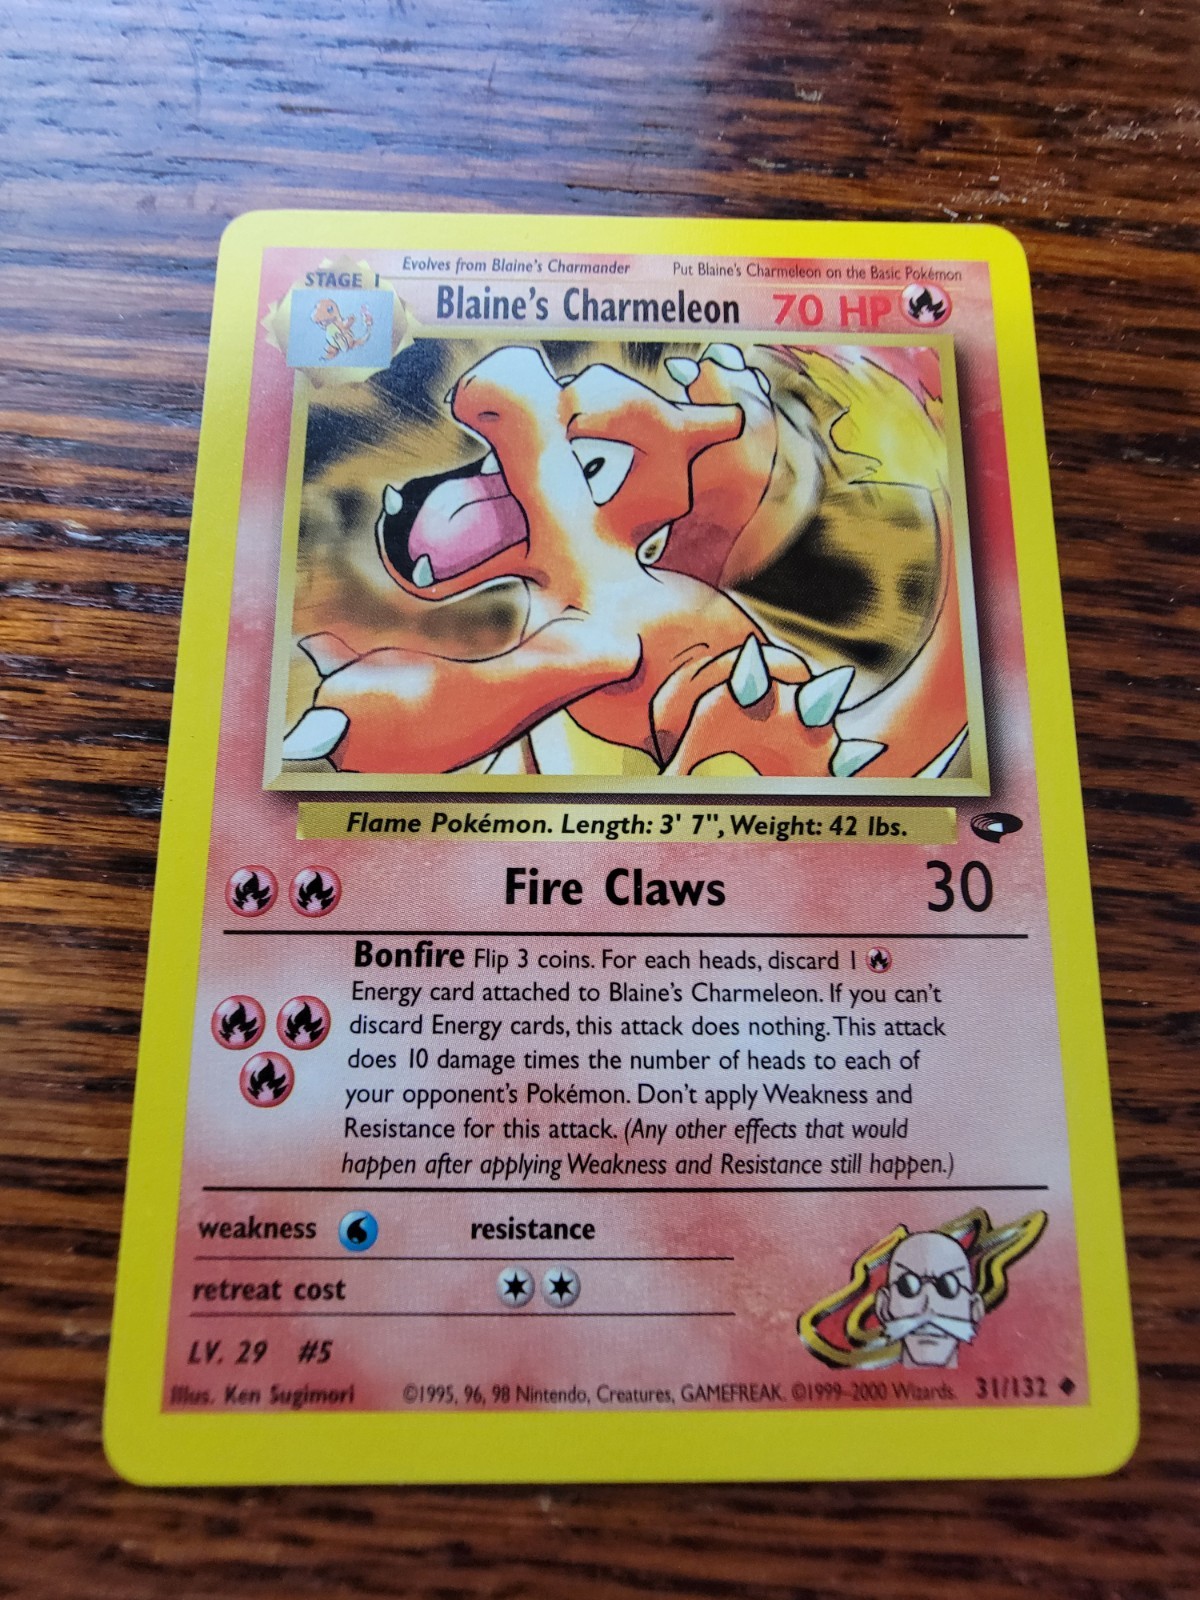 STAGE 1
Evolves from Blaine's Charmander
Put Blaine's Charmeleon on the Basic Pokémon
Blaine's Charmeleon 70 HP
Flame Pokémon. Length: 3' 7", Weight: 42 lbs.
Fire Claws 30
Bonfire Flip 3 coins. For each heads, discard 1
Energy card attached to Blaine's Charmeleon. If you can't
discard Energy cards, this attack does nothing. This attack
does 10 damage times the number of heads to each of
your opponent's Pokémon. Don't apply Weakness and
Resistance for this attack. (Any other effects that would
happen after applying Weakness and Resistance still happen.)
weakness resistance
retreat cost
LV. 29 #5
Illus. Ken Sugimori ©1995, 96, 98 Nintendo, Creatures, GAMEFREAK. ©1999-2000 Wizards. 31/132